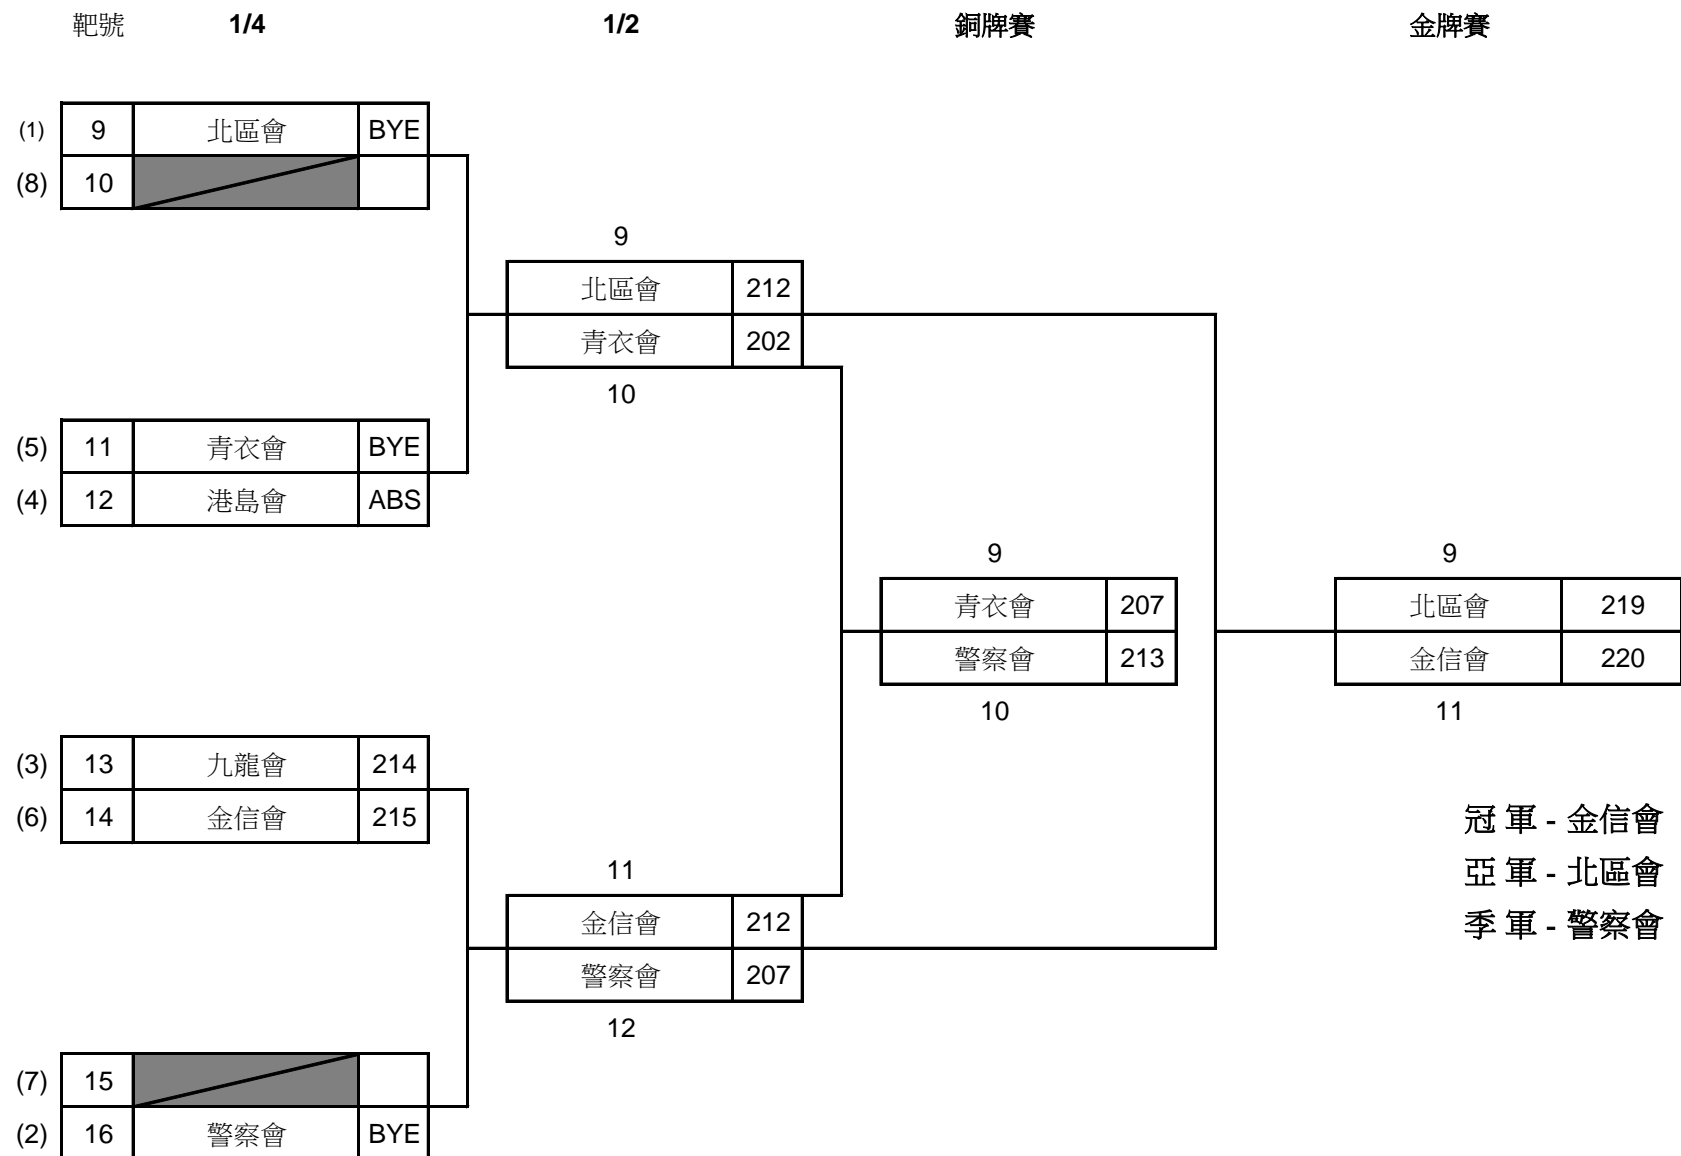 靶號 1/4 1/2 銅牌賽 金牌賽
(1) 9 北區會 BYE
(8) 10
9
北區會 212
青衣會 202
10
(5) 11 青衣會 BYE
(4) 12 港島會 ABS
9 9
青衣會 207 北區會 219
警察會 213 金信會 220
10 11
(3) 13 九龍會 214
(6) 14 金信會 215
冠 軍 - 金信會
11
亞 軍 - 北區會
金信會 212
季 軍 - 警察會
警察會 207
12
(7) 15
(2) 16 警察會 BYE